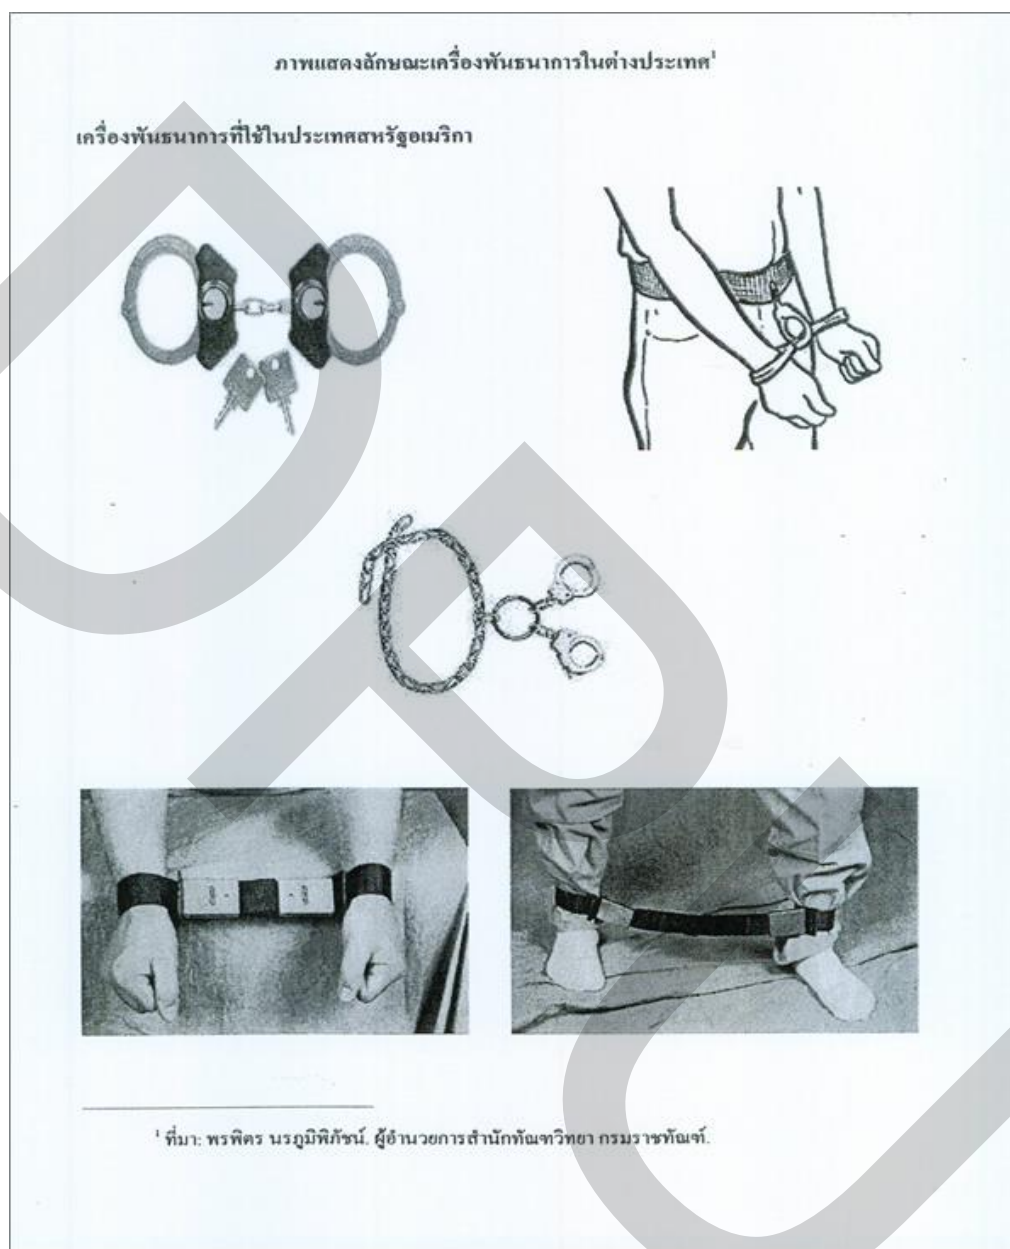 ภาพแสดงลักษณะเครื่องพันธนาการในต่างประเทศ¹
เครื่องพันธนาการที่ใช้ในประเทศสหรัฐอเมริกา
¹ ที่มา: พรพิตร นรภูมิพิภัชน์. ผู้อำนวยการสำนักทัณฑวิทยา กรมราชทัณฑ์.